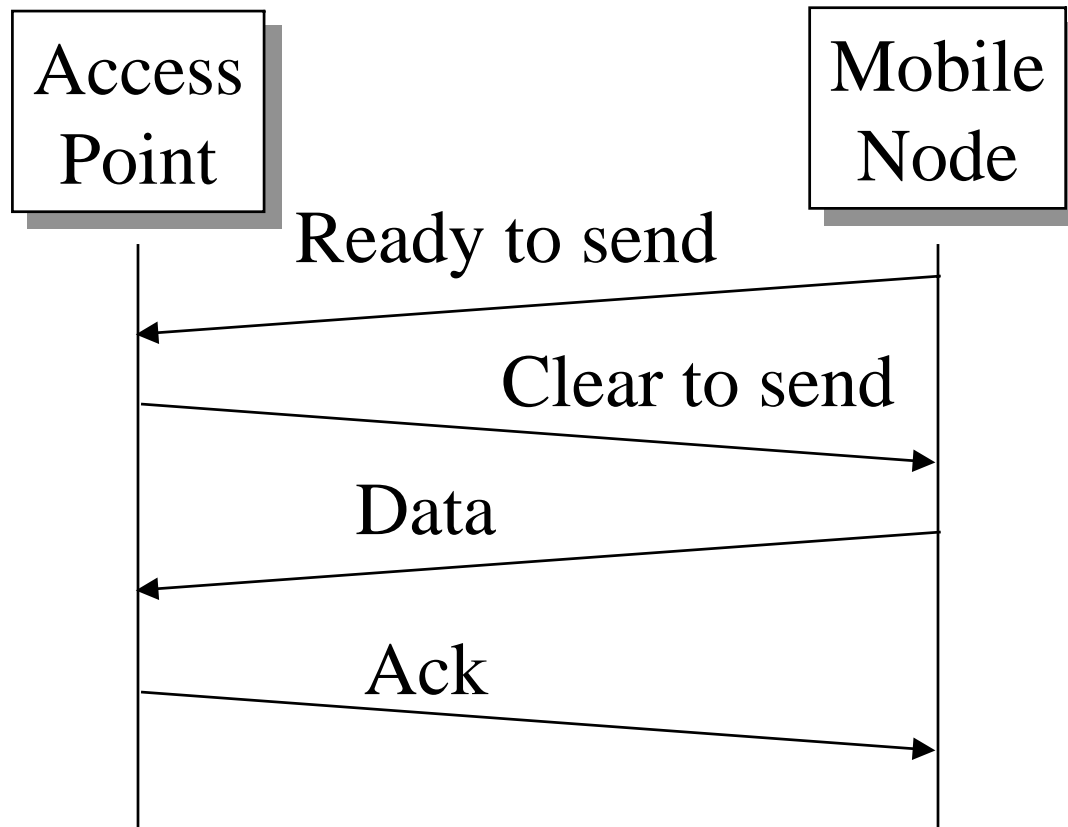 Access
Point
Mobile
Node
Ready to send
Clear to send
Data
Ack